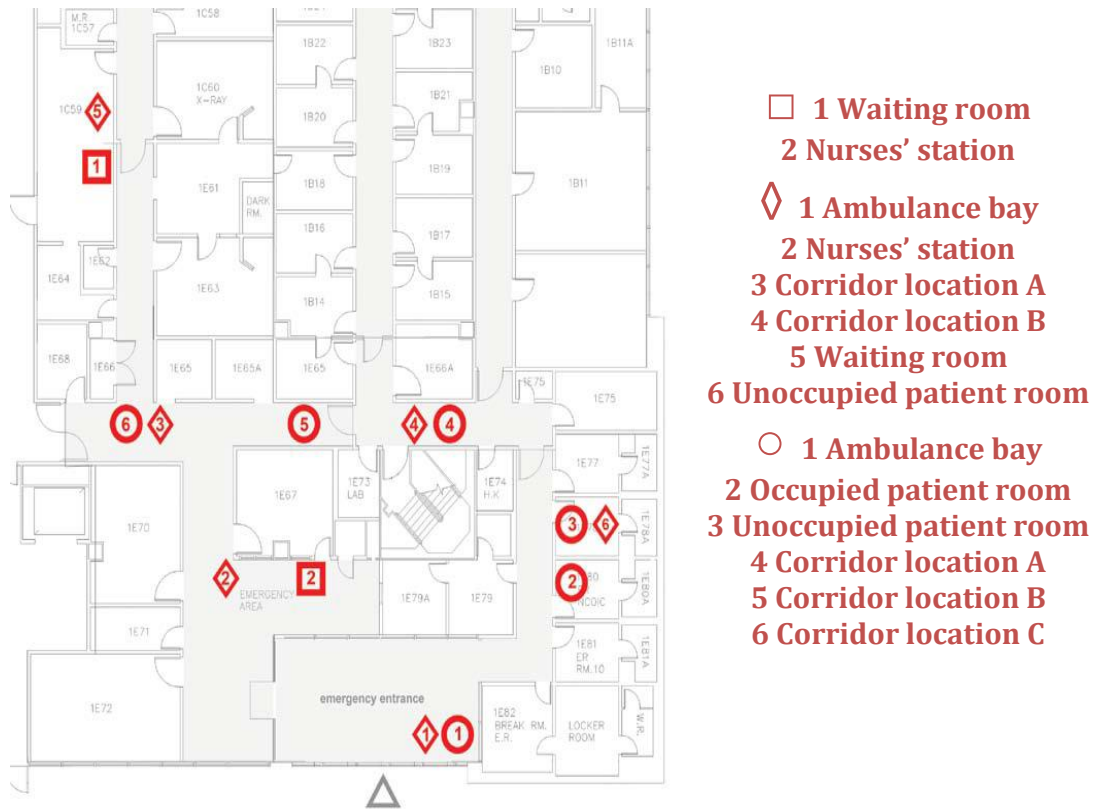 M.R.
1C57
1C58
1B22
1B23
1B11A
1B10
1C60
X-RAY
1C59
5
1B21
1B20
1
1B19
1B11
1E61
DARK
RM.
1B18
1B16
1B17
1E62
1E64
1E63
1B14
1B15
1E68
1E66
1E65
1E65A
1E65
1E66A
1E75
1E75
6
3
5
4
4
1E67
1E73
LAB
1E74
H.K
1E77
1E77A
1E70
3
6
1E78A
2
2
EMERGENCY
AREA
2
NCOIC
1E80A
1E79A
1E79
1E71
1E81
ER
RM.10
1E81A
1E72
emergency entrance
1
1
1E82
BREAK RM.
E.R.
LOCKER
ROOM
W.R.
1 Waiting room
2 Nurses’ station
1 Ambulance bay
2 Nurses’ station
3 Corridor location A
4 Corridor location B
5 Waiting room
6 Unoccupied patient room
1 Ambulance bay
2 Occupied patient room
3 Unoccupied patient room
4 Corridor location A
5 Corridor location B
6 Corridor location C